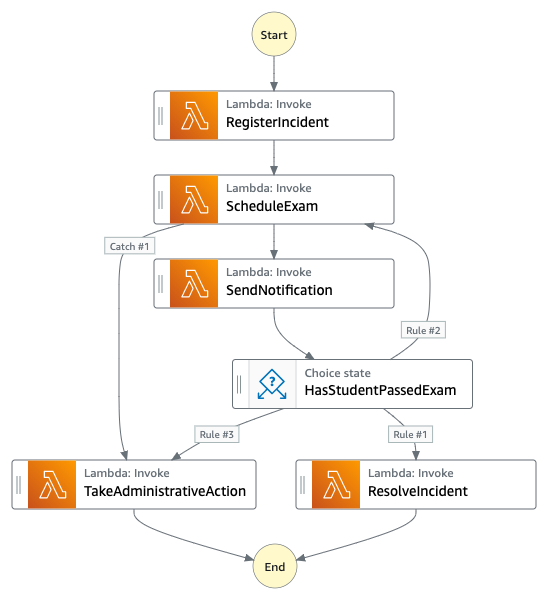 Start
Lambda: Invoke
RegisterIncident
Lambda: Invoke
ScheduleExam
Catch #1
Lambda: Invoke
SendNotification
Rule #2
Choice state
HasStudentPassedExam
Rule #3
Rule #1
Lambda: Invoke
TakeAdministrativeAction
Lambda: Invoke
ResolveIncident
End